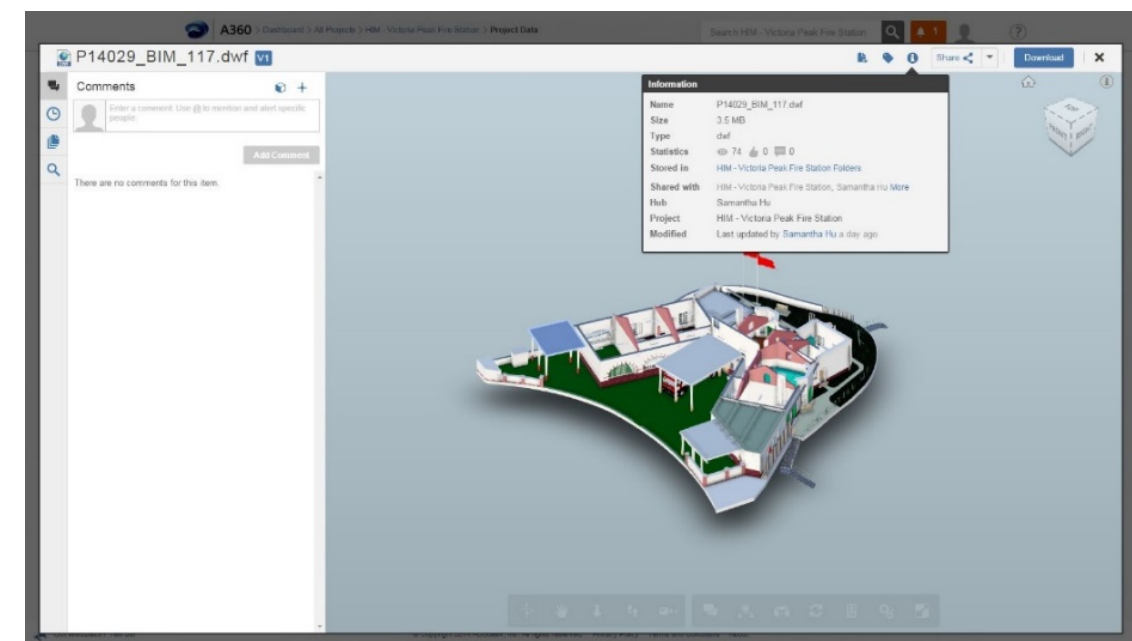 A360 > Dashboard > All Projects > HIM - Victoria Peak Fire Station > Project Data
Search HIM - Victoria Peak Fire Station
1
P14029_BIM_117.dwf V1
Share
Download
Comments
Enter a comment. Use @ to mention and alert specific
people.
Add Comment
There are no comments for this item.
Information
Name P14029_BIM_117.dwf
Size 3.5 MB
Type dwf
Statistics 74 0 0
Stored in HIM - Victoria Peak Fire Station Folders
Shared with HIM - Victoria Peak Fire Station, Samantha Hu More
Hub Samantha Hu
Project HIM - Victoria Peak Fire Station
Modified Last updated by Samantha Hu a day ago
TOP
FRONT
RIGHT